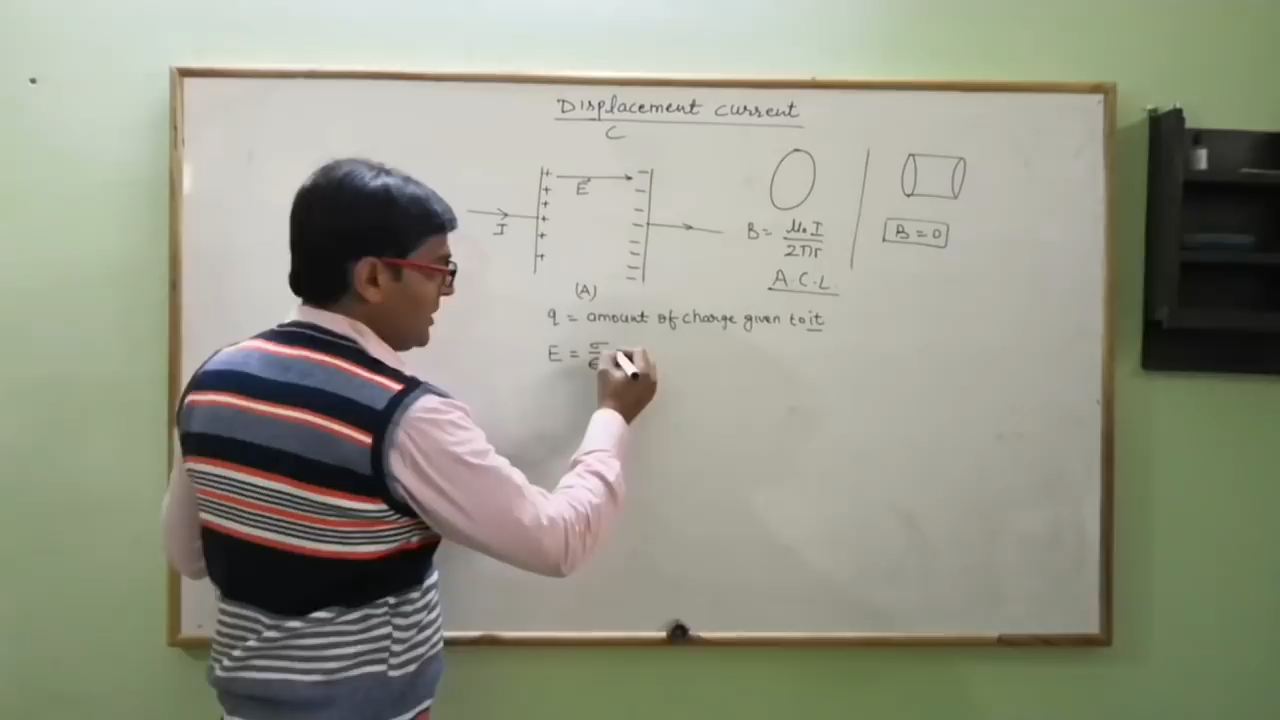 Displacement current
C
+ E⃗ −
I
(A)
B = μ₀I / 2πr
A.C.L
B = 0
q = amount of charge given to it
E = σ / ε